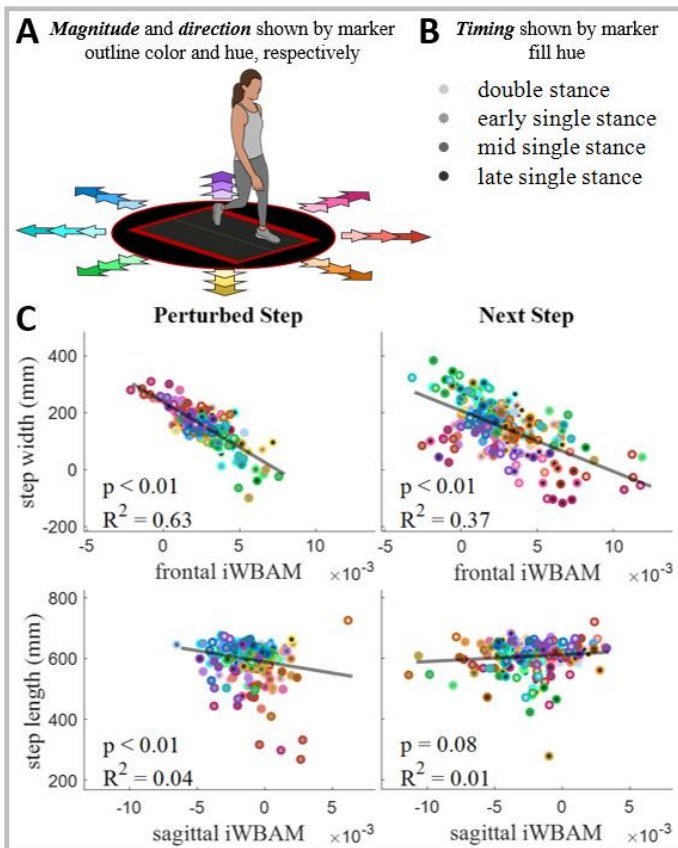 A Magnitude and direction shown by marker
outline color and hue, respectively
B Timing shown by marker
fill hue
double stance
early single stance
mid single stance
late single stance
C Perturbed Step Next Step
step width (mm)
400
200
0
-200
p < 0.01
R² = 0.63
-5 0 5 10
frontal iWBAM ×10⁻³
p < 0.01
R² = 0.37
-5 0 5 10
frontal iWBAM ×10⁻³
step length (mm)
800
600
400
200
p < 0.01
R² = 0.04
-10 -5 0 5
sagittal iWBAM ×10⁻³
p = 0.08
R² = 0.01
-10 -5 0 5
sagittal iWBAM ×10⁻³